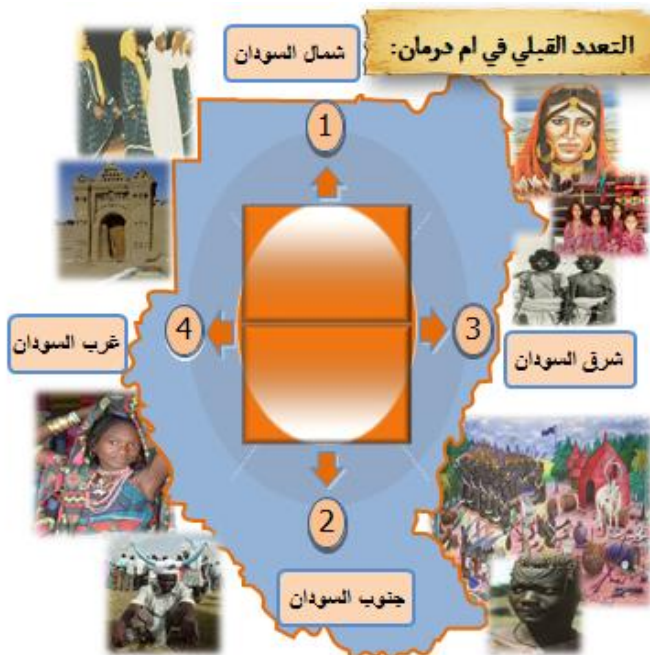 التعدد القبلي في ام درمان:
شمال السودان
1
4
3
غرب السودان
شرق السودان
2
جنوب السودان